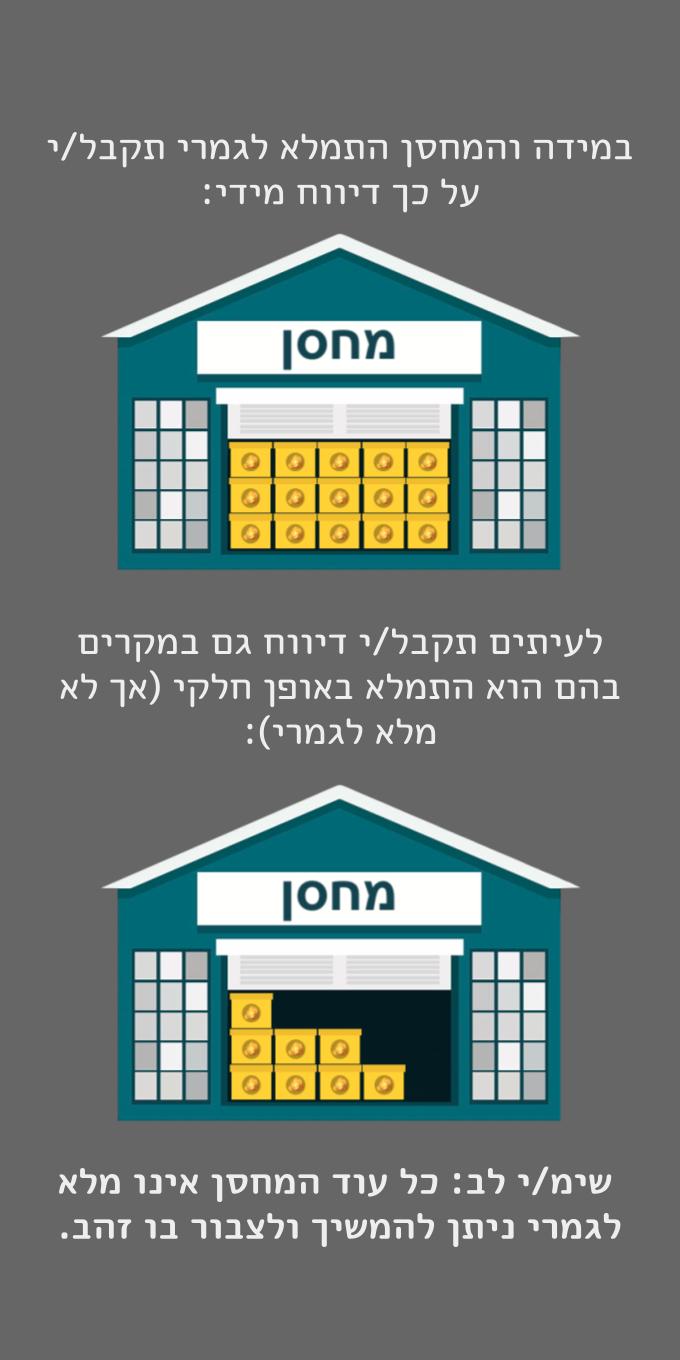 במידה והמחסן התמלא לגמרי תקבל/י
על כך דיווח מידי:
מחסן
לעיתים תקבל/י דיווח גם במקרים
בהם הוא התמלא באופן חלקי (אך לא
מלא לגמרי):
מחסן
שימ/י לב: כל עוד המחסן אינו מלא
לגמרי ניתן להמשיך ולצבור בו זהב.